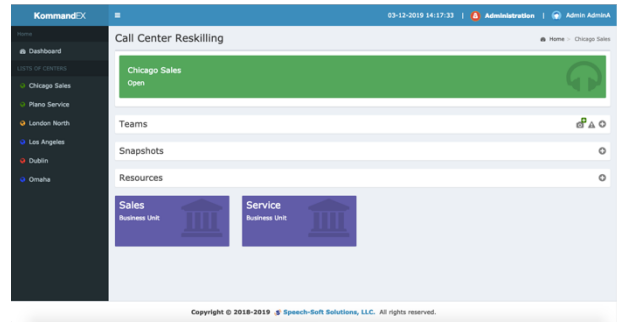 KommandEX
03-12-2019 14:17:33 | Administration | Admin AdminA
Home
Dashboard
LISTS OF CENTERS
Chicago Sales
Plano Service
London North
Los Angeles
Dublin
Omaha
Call Center Reskilling
Home > Chicago Sales
Chicago Sales
Open
Teams
Snapshots
Resources
Sales
Business Unit
Service
Business Unit
Copyright © 2018-2019 Speech-Soft Solutions, LLC. All rights reserved.